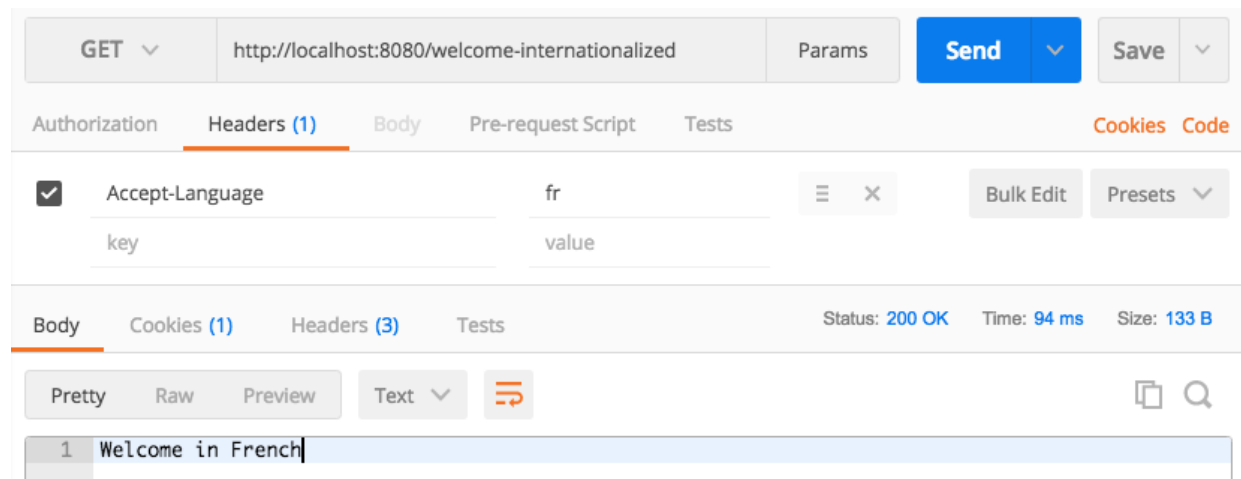 GET http://localhost:8080/welcome-internationalized Params Send Save
Authorization Headers (1) Body Pre-request Script Tests Cookies Code
Accept-Language fr Bulk Edit Presets
key value
Body Cookies (1) Headers (3) Tests Status: 200 OK Time: 94 ms Size: 133 B
Pretty Raw Preview Text
1 Welcome in French